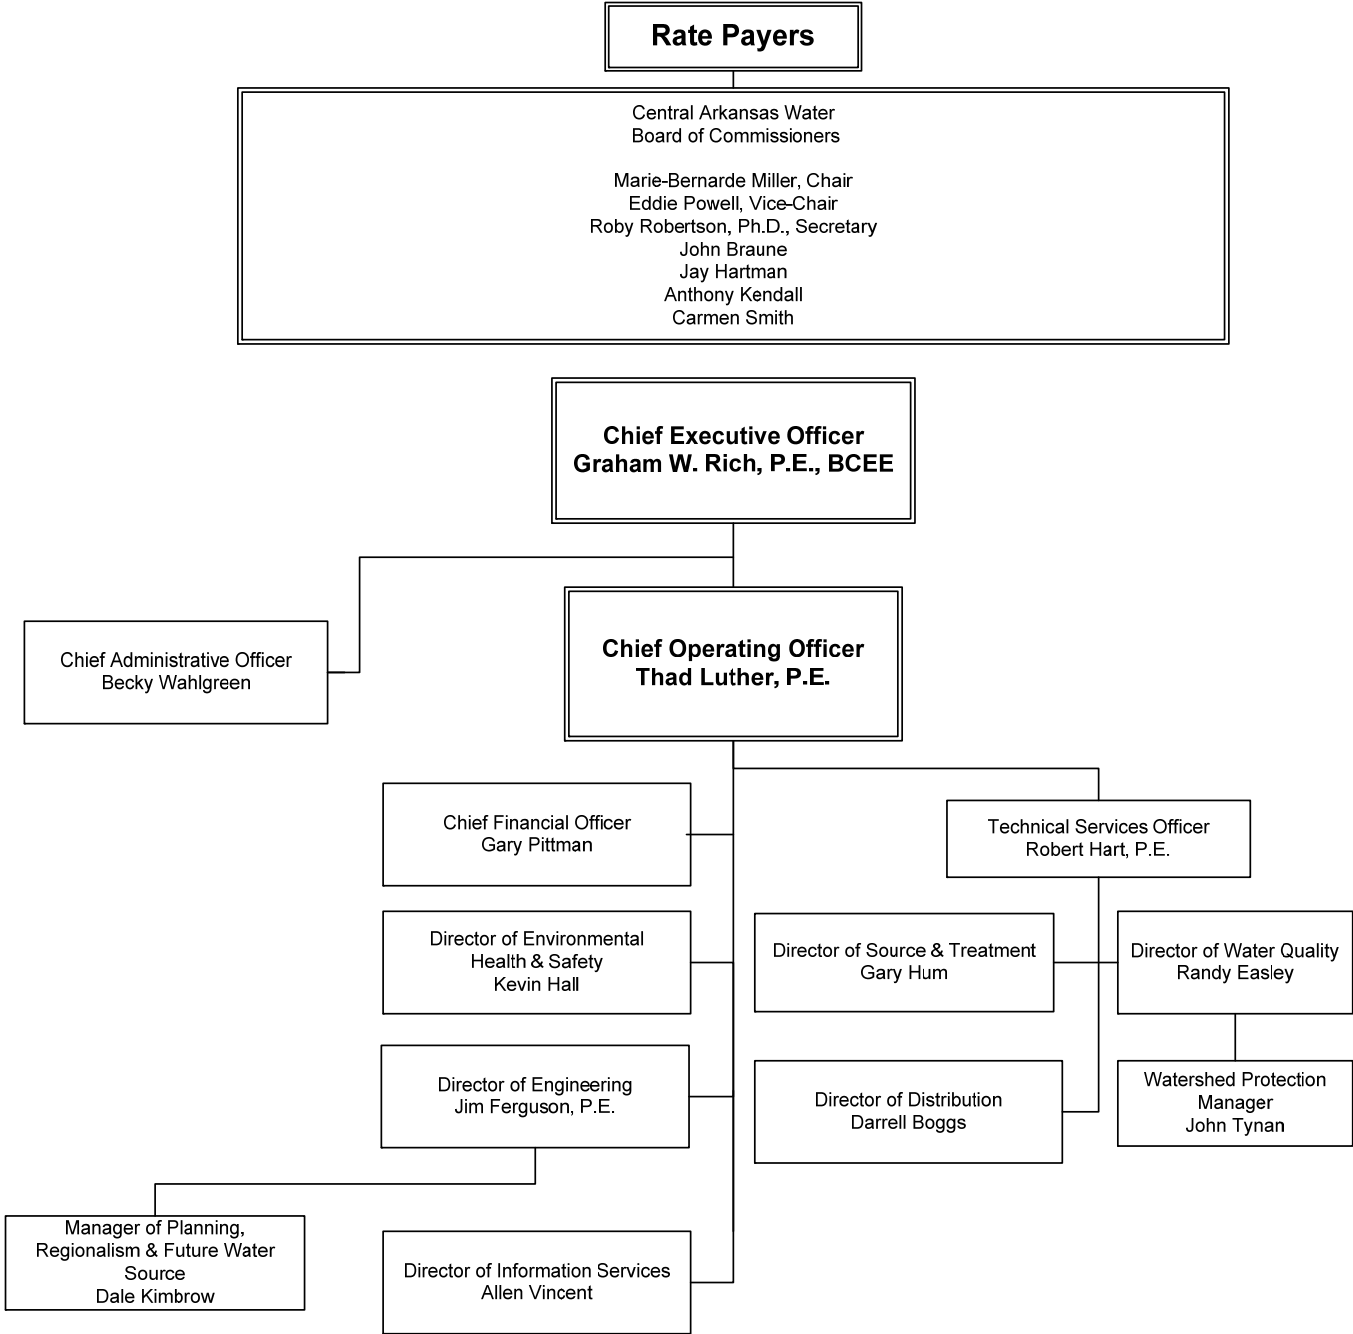 Rate Payers
Central Arkansas Water
Board of Commissioners
Marie-Bernarde Miller, Chair
Eddie Powell, Vice-Chair
Roby Robertson, Ph.D., Secretary
John Braune
Jay Hartman
Anthony Kendall
Carmen Smith
Chief Executive Officer
Graham W. Rich, P.E., BCEE
Chief Administrative Officer
Becky Wahlgreen
Chief Operating Officer
Thad Luther, P.E.
Chief Financial Officer
Gary Pittman
Technical Services Officer
Robert Hart, P.E.
Director of Environmental
Health & Safety
Kevin Hall
Director of Source & Treatment
Gary Hum
Director of Water Quality
Randy Easley
Director of Engineering
Jim Ferguson, P.E.
Director of Distribution
Darrell Boggs
Watershed Protection
Manager
John Tynan
Manager of Planning,
Regionalism & Future Water
Source
Dale Kimbrow
Director of Information Services
Allen Vincent